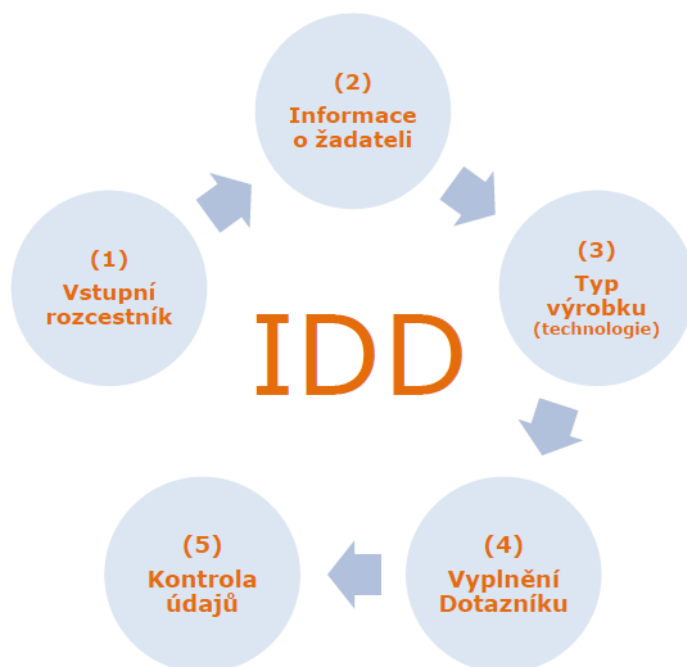 (1)
Vstupní
rozcestník
(2)
Informace
o žadateli
(3)
Typ
výrobku
(technologie)
(4)
Vyplnění
Dotazníku
(5)
Kontrola
údajů
IDD